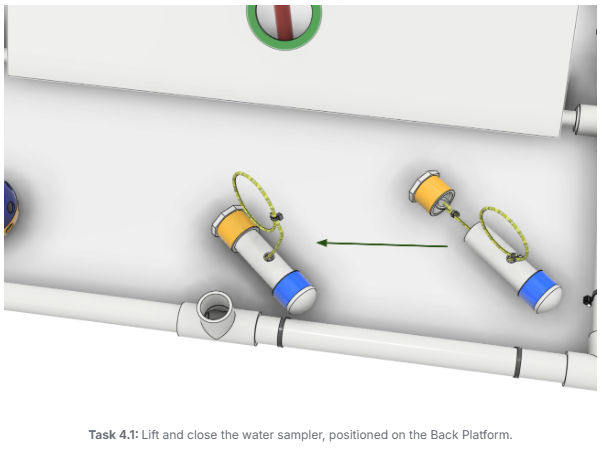 Task 4.1: Lift and close the water sampler, positioned on the Back Platform.